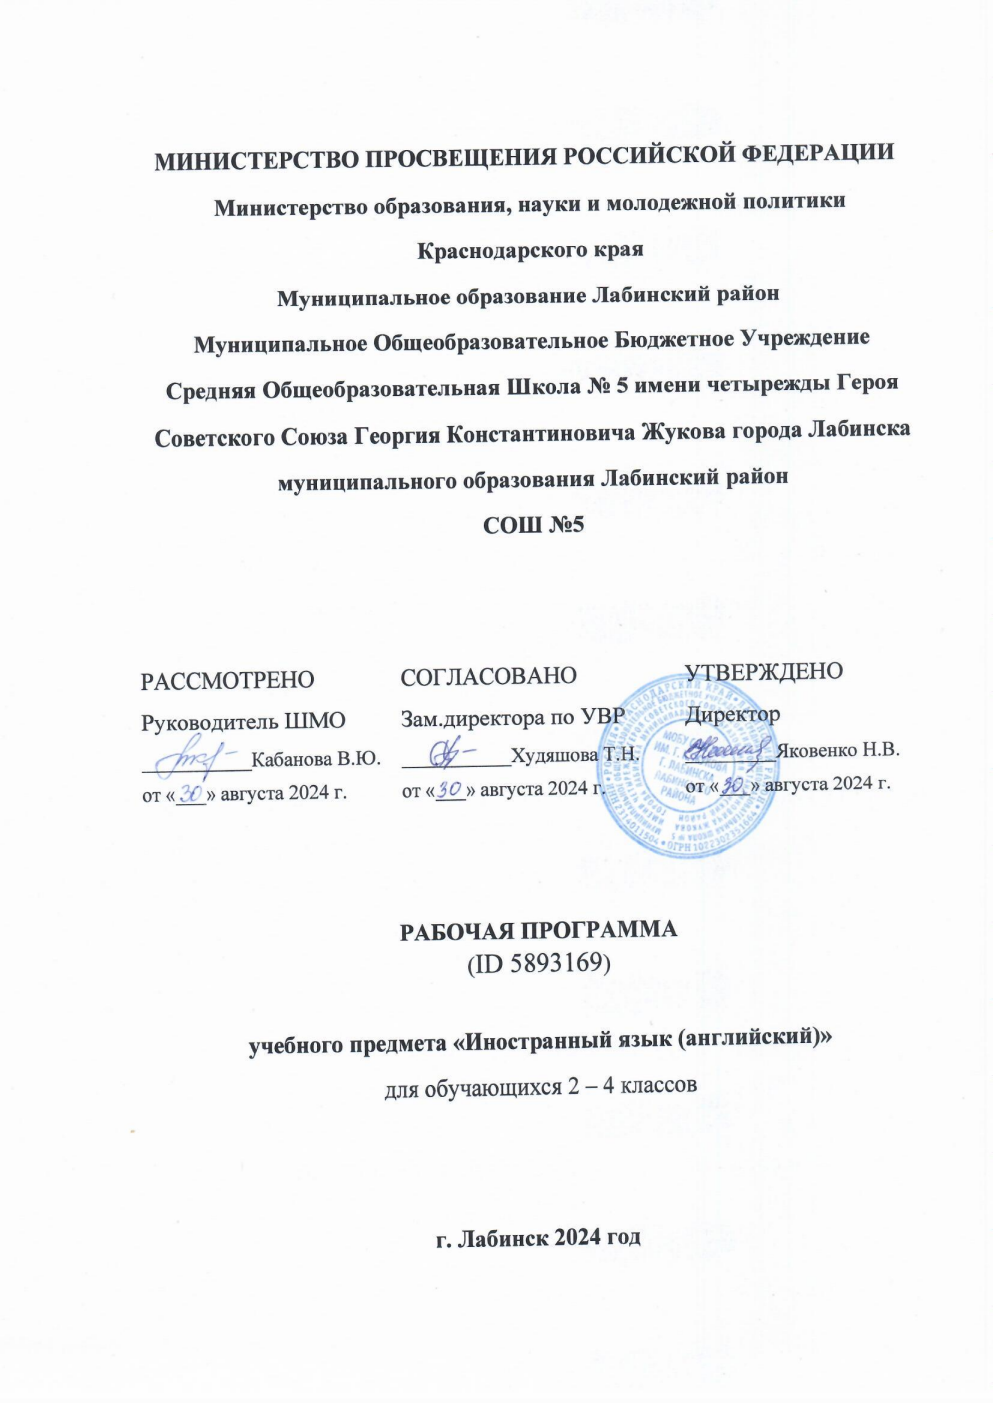 МИНИСТЕРСТВО ПРОСВЕЩЕНИЯ РОССИЙСКОЙ ФЕДЕРАЦИИ
Министерство образования, науки и молодежной политики
Краснодарского края
Муниципальное образование Лабинский район
Муниципальное Общеобразовательное Бюджетное Учреждение
Средняя Общеобразовательная Школа № 5 имени четырежды Героя
Советского Союза Георгия Константиновича Жукова города Лабинска
муниципального образования Лабинский район
СОШ №5
РАССМОТРЕНО
Руководитель ШМО
___________Кабанова В.Ю.
от «30» августа 2024 г.
СОГЛАСОВАНО
Зам.директора по УВР
___________Худяшова Т.Н.
от «30» августа 2024 г.
УТВЕРЖДЕНО
Директор
_________Яковенко Н.В.
от «30» августа 2024 г.
РАБОЧАЯ ПРОГРАММА
(ID 5893169)
учебного предмета «Иностранный язык (английский)»
для обучающихся 2 – 4 классов
г. Лабинск 2024 год